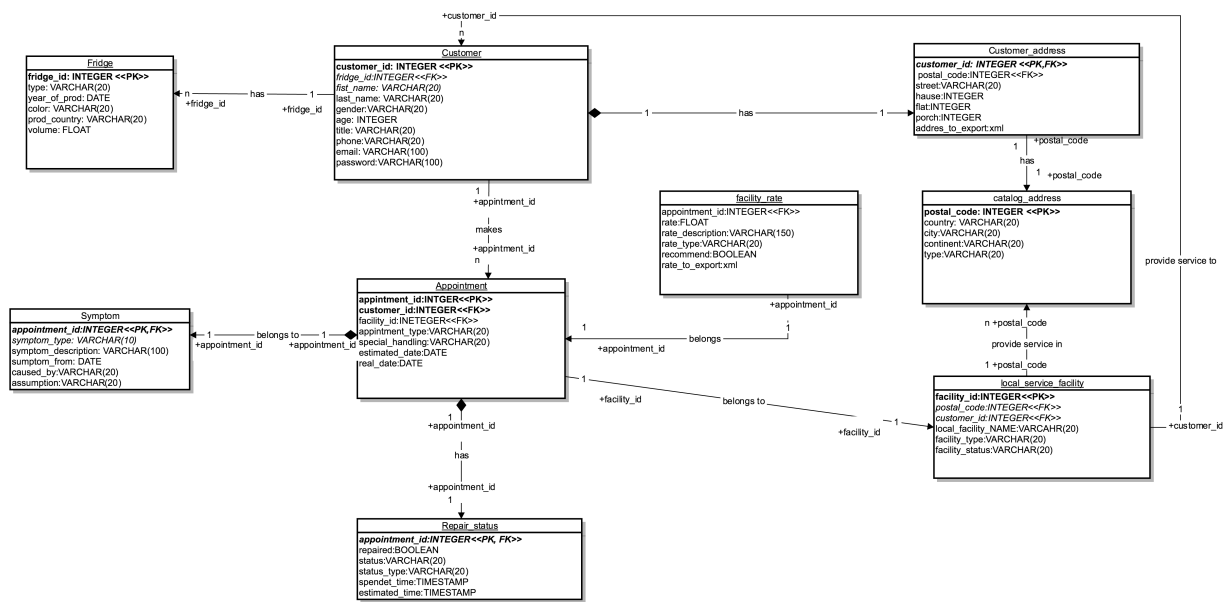 +customer_id
n
Fridge
fridge_id: INTEGER <<PK>>
type: VARCHAR(20)
year_of_prod: DATE
color: VARCHAR(20)
prod_country: VARCHAR(20)
volume: FLOAT
n has 1
+fridge_id
+fridge_id
Customer
customer_id: INTEGER <<PK>>
fridge_id:INTEGER<<FK>>
fist_name: VARCHAR(20)
last_name: VARCHAR(20)
gender:VARCHAR(20)
age: INTEGER
title: VARCHAR(20)
phone:VARCHAR(20)
email: VARCHAR(100)
password:VARCHAR(100)
1 has 1
Customer_address
customer_id: INTEGER <<PK,FK>>
postal_code:INTEGER<<FK>>
street:VARCHAR(20)
hause:INTEGER
flat:INTEGER
porch:INTEGER
addres_to_export:xml
+postal_code
1
has
1
+postal_code
catalog_address
postal_code: INTEGER <<PK>>
country: VARCHAR(20)
city:VARCHAR(20)
continent:VARCHAR(20)
type:VARCHAR(20)
provide service to
1
+appintment_id
makes
+appintment_id
n
facility_rate
appointment_id:INTEGER<<FK>>
rate:FLOAT
rate_description:VARCHAR(150)
rate_type:VARCHAR(20)
recommend:BOOLEAN
rate_to_export:xml
+appointment_id
1
belongs
1
+appointment_id
Appointment
appintment_id:INTGER<<PK>>
customer_id:INTEGER<<FK>>
facility_id:INETEGER<<FK>>
appintment_type:VARCHAR(20)
special_handling:VARCHAR(20)
estimated_date:DATE
real_date:DATE
Symptom
appointment_id:INTEGER<<PK,FK>>
symptom_type: VARCHAR(10)
symptom_description: VARCHAR(100)
sumptom_from: DATE
caused_by:VARCHAR(20)
assumption:VARCHAR(20)
1 belongs to 1
+appointment_id
+appointment_id
n +postal_code
provide service in
1 +postal_code
local_service_facility
facility_id:INTEGER<<PK>>
postal_code:INTEGER<<FK>>
customer_id:INTEGER<<FK>>
local_facility_NAME:VARCAHR(20)
facility_type:VARCHAR(20)
facility_status:VARCHAR(20)
1
+customer_id
1
+facility_id
belongs to
1
+facility_id
1
+appointment_id
has
+appointment_id
1
Repair_status
appointment_id:INTEGER<<PK, FK>>
repaired:BOOLEAN
status:VARCHAR(20)
status_type:VARCHAR(20)
spendet_time:TIMESTAMP
estimated_time:TIMESTAMP